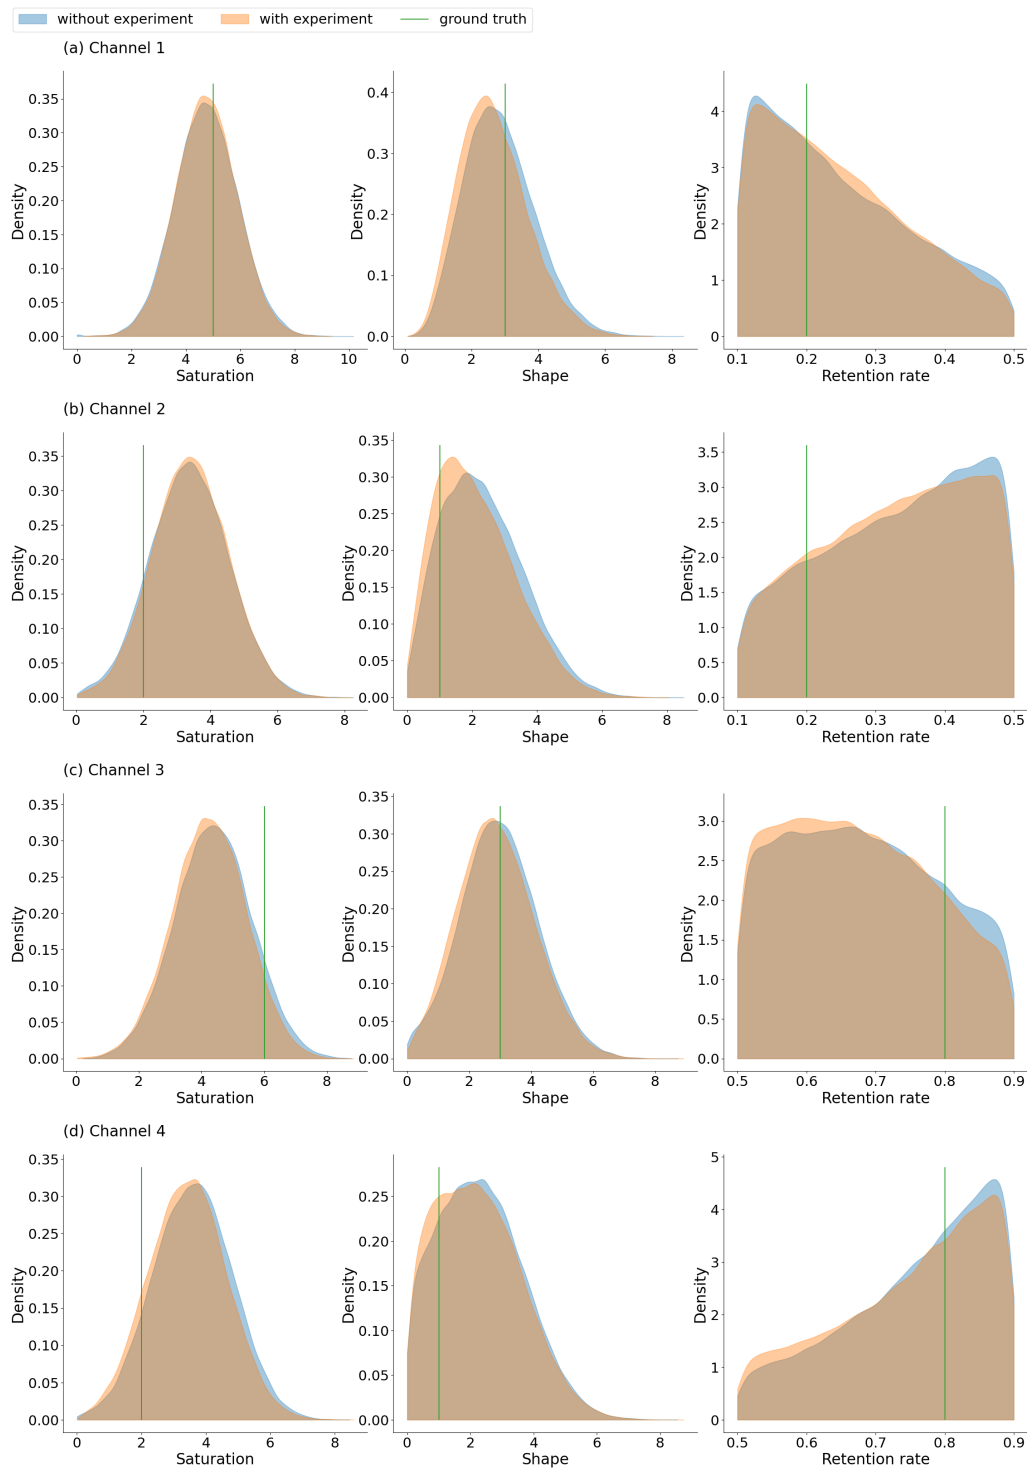 without experiment with experiment ground truth
(a) Channel 1
0.35 0.30 0.25 0.20 0.15 0.10 0.05 0.00
Density
0 2 4 6 8 10
Saturation
0.4 0.3 0.2 0.1 0.0
Density
0 2 4 6 8
Shape
4 3 2 1 0
Density
0.1 0.2 0.3 0.4 0.5
Retention rate
(b) Channel 2
0.35 0.30 0.25 0.20 0.15 0.10 0.05 0.00
Density
0 2 4 6 8
Saturation
0.35 0.30 0.25 0.20 0.15 0.10 0.05 0.00
Density
0 2 4 6 8
Shape
3.5 3.0 2.5 2.0 1.5 1.0 0.5 0.0
Density
0.1 0.2 0.3 0.4 0.5
Retention rate
(c) Channel 3
0.35 0.30 0.25 0.20 0.15 0.10 0.05 0.00
Density
0 2 4 6 8
Saturation
0.35 0.30 0.25 0.20 0.15 0.10 0.05 0.00
Density
0 2 4 6 8
Shape
3.0 2.5 2.0 1.5 1.0 0.5 0.0
Density
0.5 0.6 0.7 0.8 0.9
Retention rate
(d) Channel 4
0.35 0.30 0.25 0.20 0.15 0.10 0.05 0.00
Density
0 2 4 6 8
Saturation
0.25 0.20 0.15 0.10 0.05 0.00
Density
0 2 4 6 8
Shape
5 4 3 2 1 0
Density
0.5 0.6 0.7 0.8 0.9
Retention rate